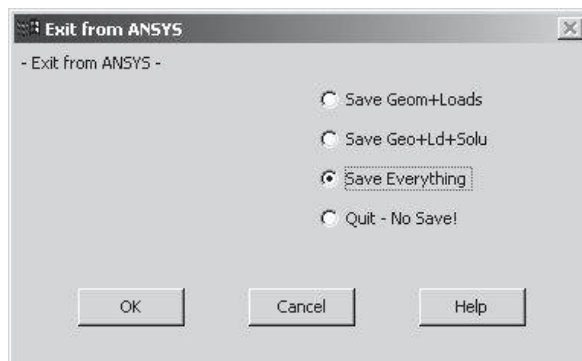 Exit from ANSYS
- Exit from ANSYS -
Save Geom+Loads
Save Geo+Ld+Solu
Save Everything
Quit - No Save!
OK Cancel Help